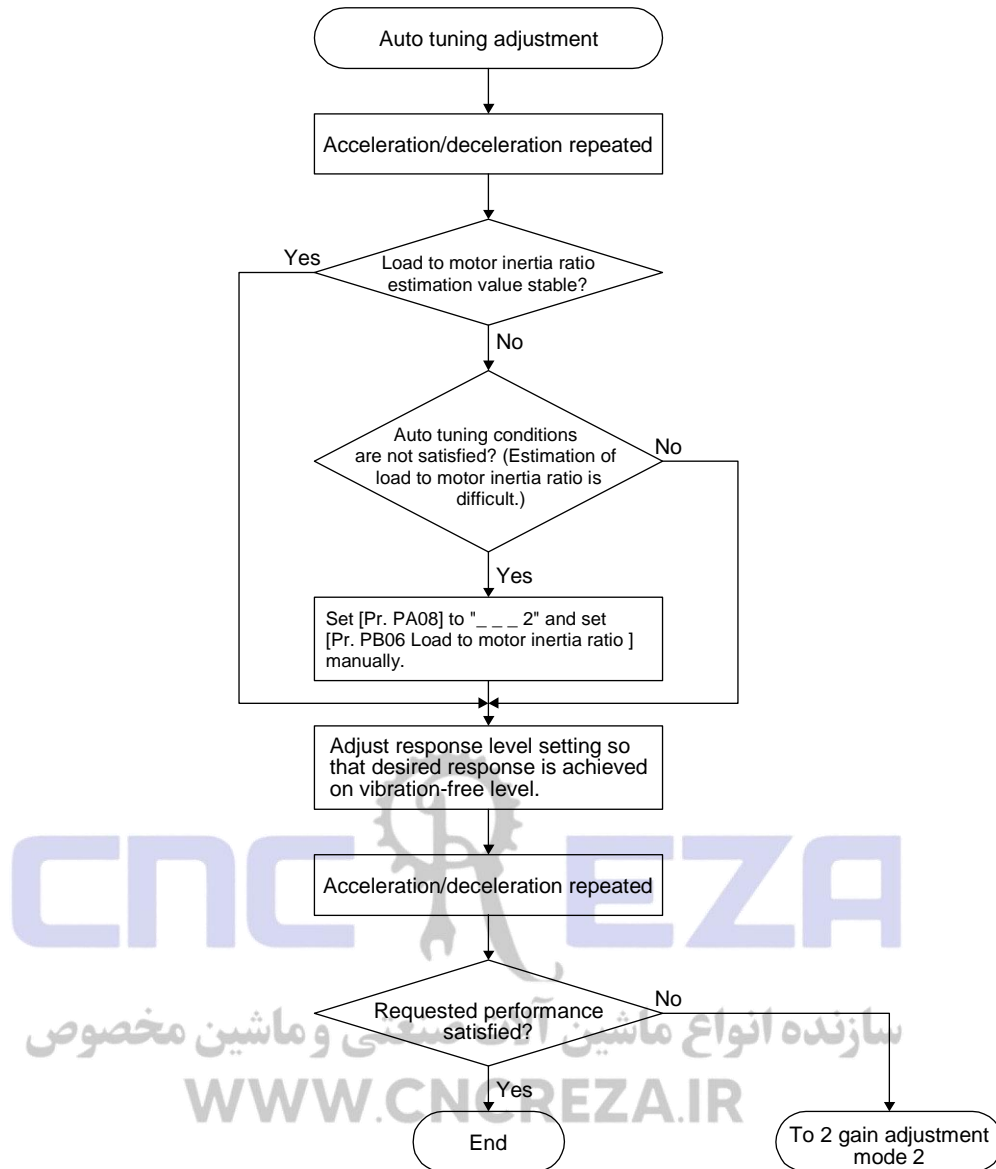 Auto tuning adjustment
Acceleration/deceleration repeated
Yes
Load to motor inertia ratio
estimation value stable?
No
Auto tuning conditions
are not satisfied? (Estimation of
load to motor inertia ratio is
difficult.)
No
Yes
Set [Pr. PA08] to "_ _ _ 2" and set
[Pr. PB06 Load to motor inertia ratio ]
manually.
Adjust response level setting so
that desired response is achieved
on vibration-free level.
Acceleration/deceleration repeated
CNC REZA
Requested performance
satisfied?
No
سازنده انواع ماشین آلات صنعتی و ماشین مخصوص
WWW.CNCREZA.IR
Yes
End
To 2 gain adjustment
mode 2